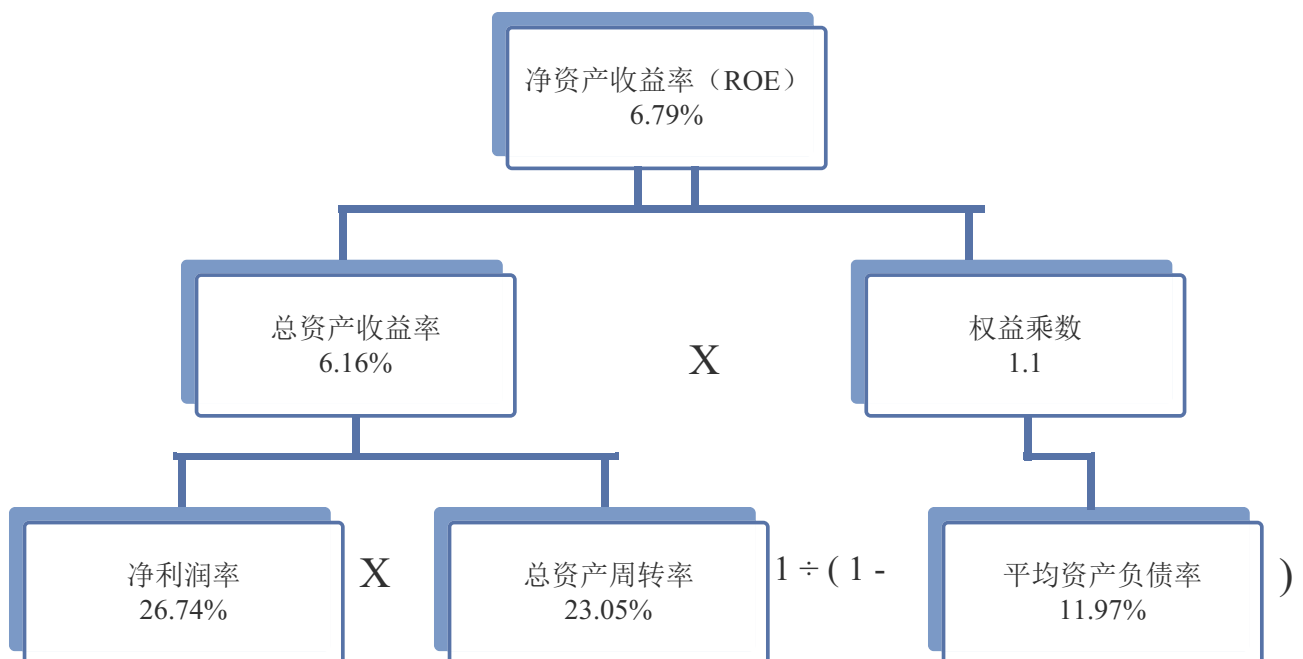 净资产收益率（ROE）
6.79%
总资产收益率
6.16%
X
权益乘数
1.1
净利润率
26.74%
X
总资产周转率
23.05%
1 ÷ ( 1 -
平均资产负债率
11.97%
)